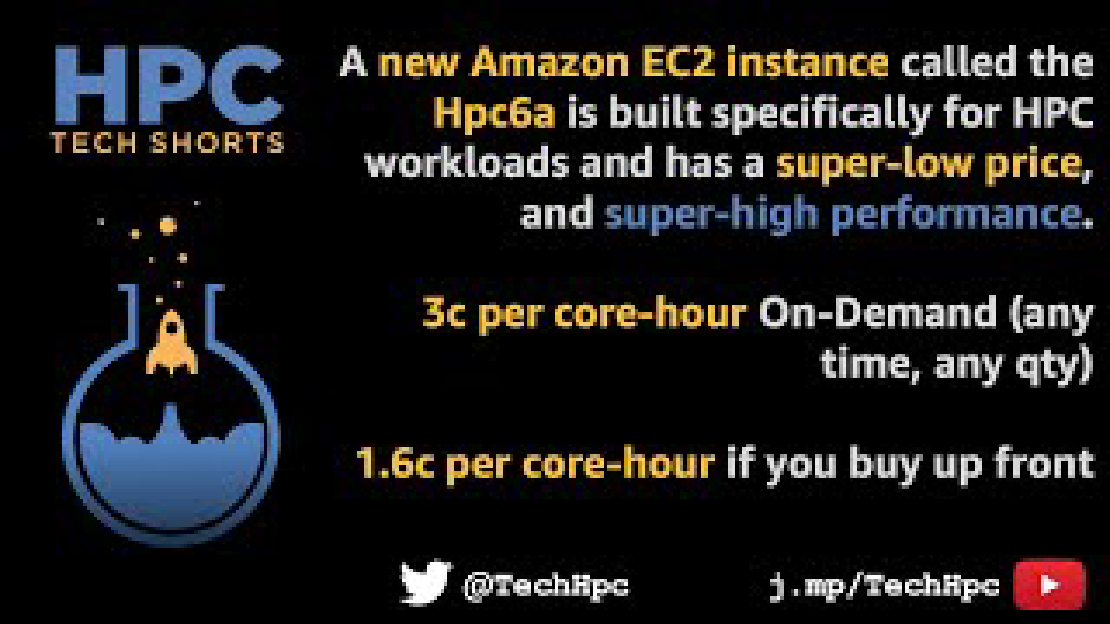 HPC
TECH SHORTS
A new Amazon EC2 instance called the
Hpc6a is built specifically for HPC
workloads and has a super-low price,
and super-high performance.
3c per core-hour On-Demand (any
time, any qty)
1.6c per core-hour if you buy up front
@TechHpc
j.mp/TechHpc